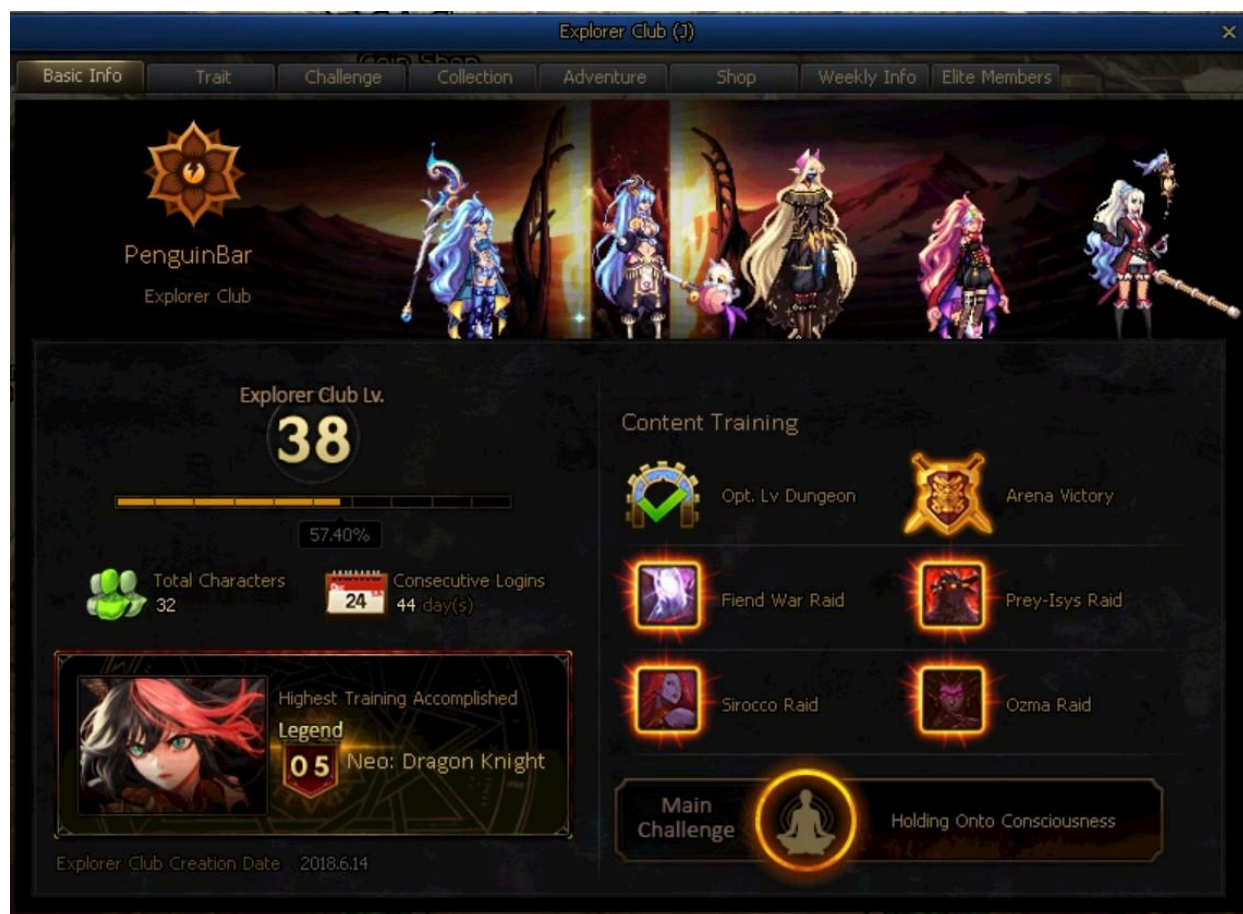 Explorer Club (J)
Coin Shop
Basic Info Trait Challenge Collection Adventure Shop Weekly Info Elite Members
PenguinBar
Explorer Club
Explorer Club Lv.
38
57.40%
Total Characters
32
24
Consecutive Logins
44 day(s)
Highest Training Accomplished
Legend
05 Neo: Dragon Knight
Explorer Club Creation Date 2018.6.14
Content Training
Opt. Lv Dungeon
Arena Victory
Fiend War Raid
Prey-Isys Raid
Sirocco Raid
Ozma Raid
Main
Challenge
Holding Onto Consciousness